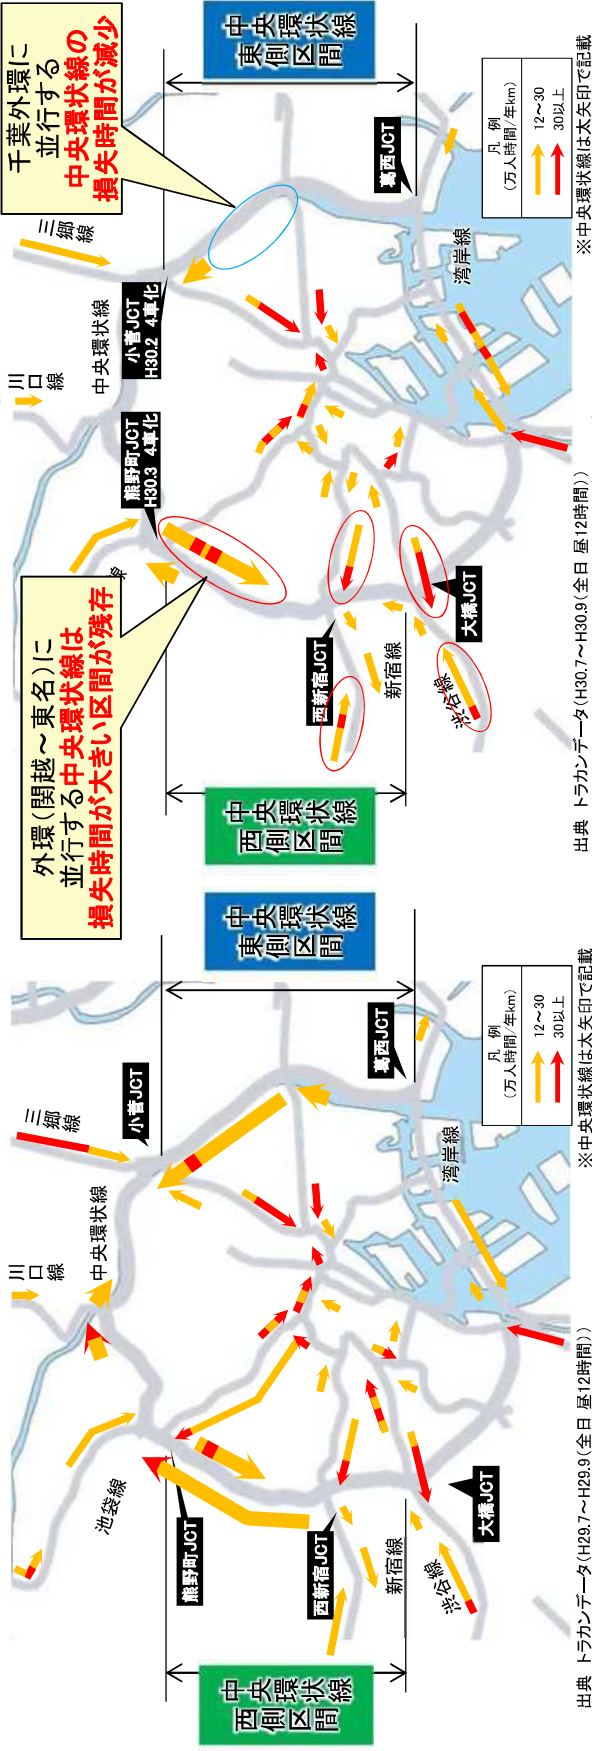 中央環状線
西側区間
中央環状線
東側区間
川口線
三郷線
中央環状線
小菅JCT
池袋線
熊野町JCT
西新宿JCT
新宿線
渋谷線
大橋JCT
葛西JCT
湾岸線
凡　例
(万人時間/年km)
12～30
30以上
※中央環状線は太矢印で記載
出典　トラカンデータ(H29.7～H29.9(全日 昼12時間))
外環(関越～東名)に
並行する中央環状線は
損失時間が大きい区間が残存
千葉外環に
並行する
中央環状線の
損失時間が減少
中央環状線
西側区間
中央環状線
東側区間
川口線
三郷線
中央環状線
小菅JCT
H30.2　4車化
熊野町JCT
H30.3　4車化
線
西新宿JCT
新宿線
渋谷線
大橋JCT
葛西JCT
湾岸線
凡　例
(万人時間/年km)
12～30
30以上
※中央環状線は太矢印で記載
出典　トラカンデータ(H30.7～H30.9(全日 昼12時間))